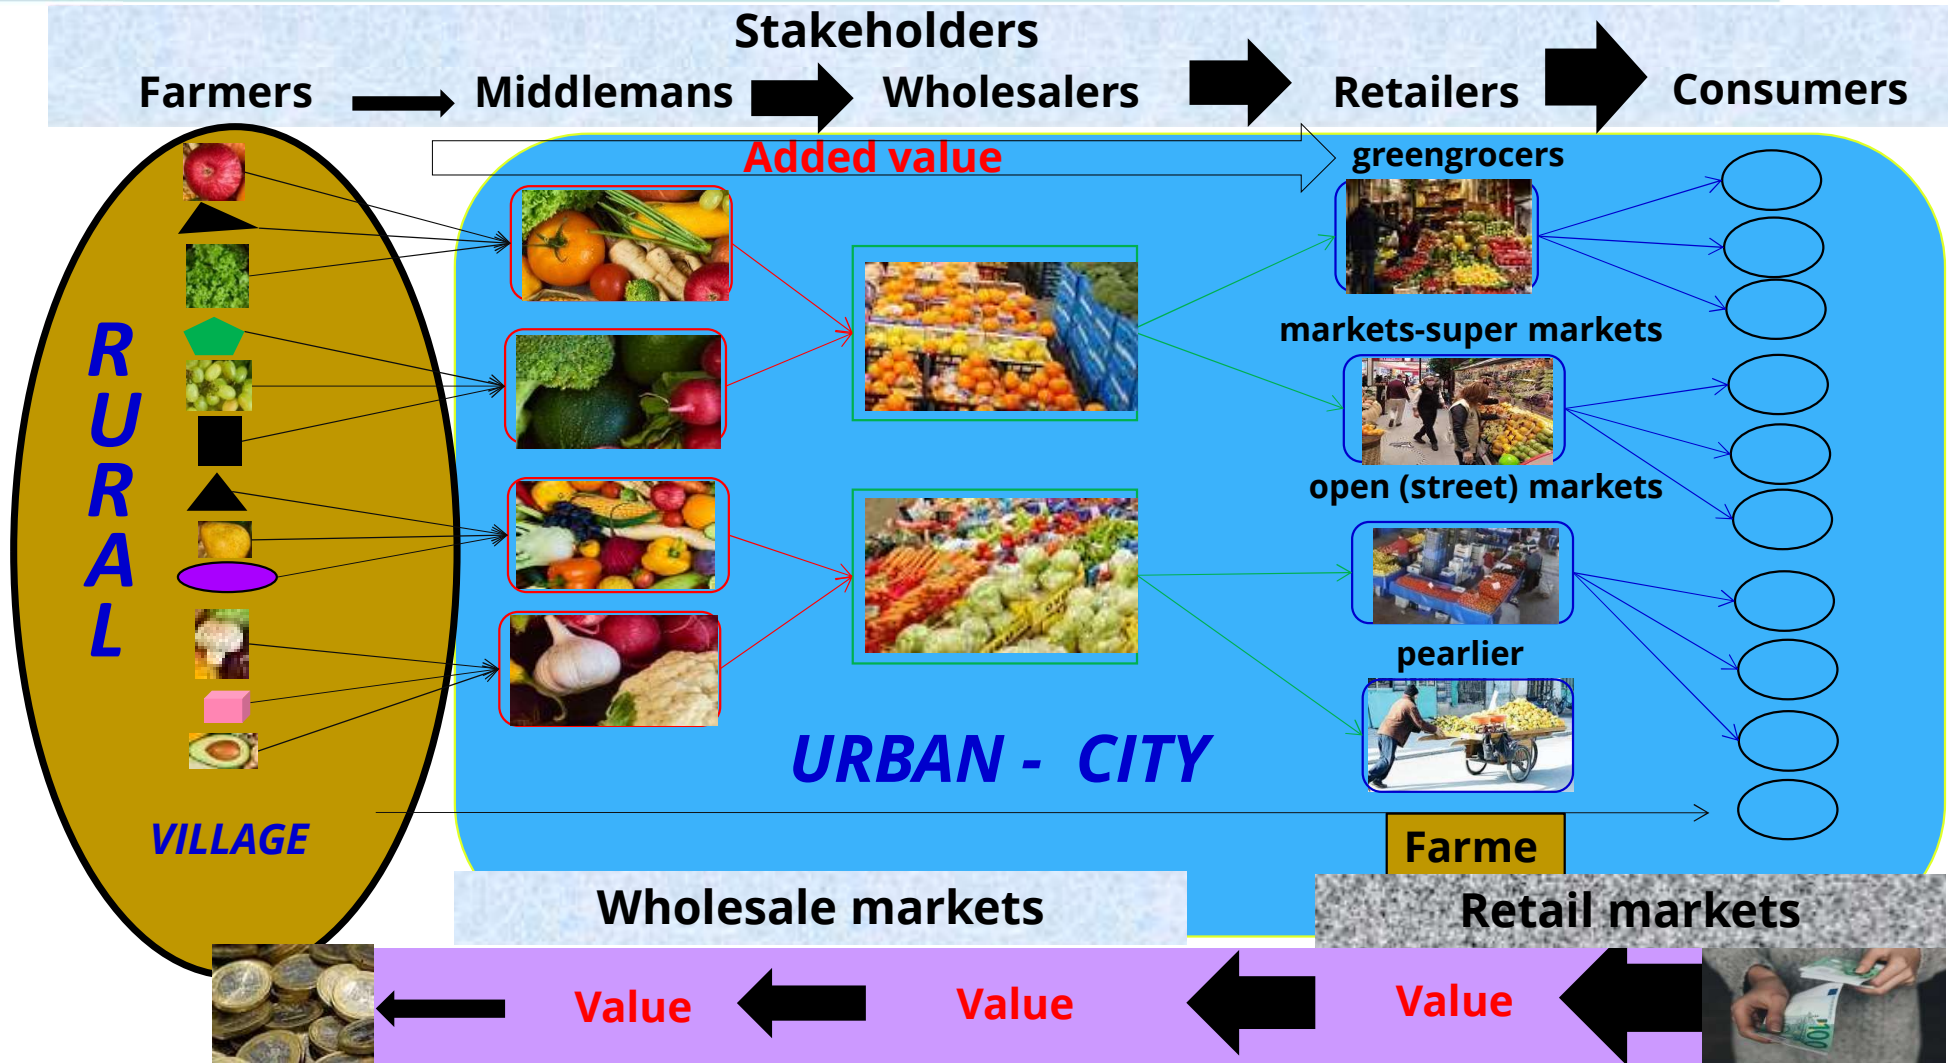 Stakeholders
Farmers
Middlemans
Wholesalers
Retailers
Consumers
Added value
greengrocers
markets-super markets
open (street) markets
pearlier
R
U
R
A
L
VILLAGE
URBAN - CITY
Farme
Wholesale markets
Retail markets
Value
Value
Value